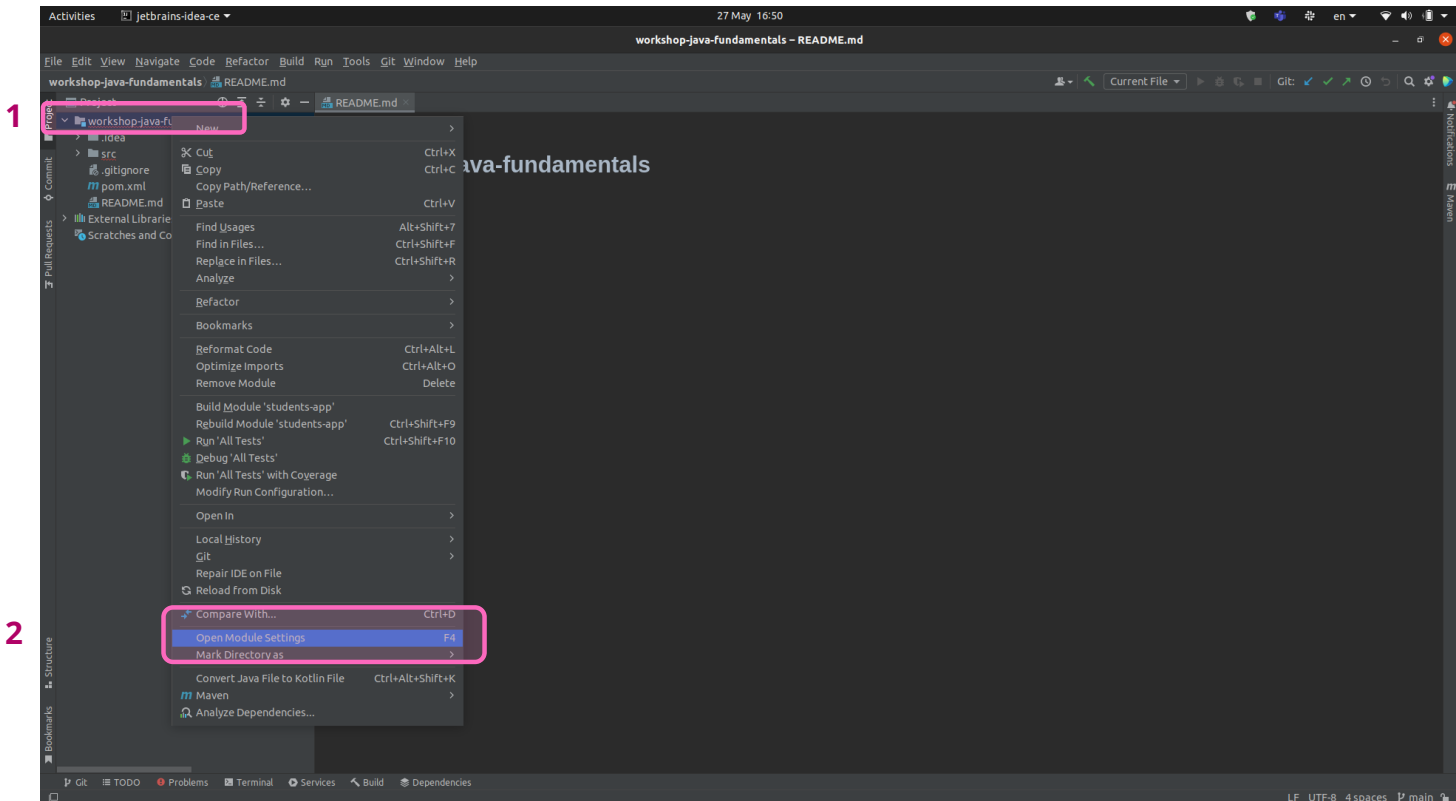 Activities jetbrains-idea-ce 27 May 16:50 en
workshop-java-fundamentals – README.md
File Edit View Navigate Code Refactor Build Run Tools Git Window Help
workshop-java-fundamentals README.md Current File Git:
1
Project README.md
workshop-java-fu
.idea
src
.gitignore
pom.xml
README.md
External Librarie
Scratches and Co
Project
Commit
Pull Requests
New
Cut Ctrl+X
Copy Ctrl+C
Copy Path/Reference...
Paste Ctrl+V
Find Usages Alt+Shift+7
Find in Files... Ctrl+Shift+F
Replace in Files... Ctrl+Shift+R
Analyze
Refactor
Bookmarks
Reformat Code Ctrl+Alt+L
Optimize Imports Ctrl+Alt+O
Remove Module Delete
Build Module 'students-app'
Rebuild Module 'students-app' Ctrl+Shift+F9
Run 'All Tests' Ctrl+Shift+F10
Debug 'All Tests'
Run 'All Tests' with Coverage
Modify Run Configuration...
Open In
Local History
Git
Repair IDE on File
Reload from Disk
Compare With... Ctrl+D
2
Open Module Settings F4
Mark Directory as
Convert Java File to Kotlin File Ctrl+Alt+Shift+K
m Maven
Analyze Dependencies...
ava-fundamentals
Notifications
m Maven
Structure
Bookmarks
Git TODO Problems Terminal Services Build Dependencies
LF UTF-8 4 spaces main